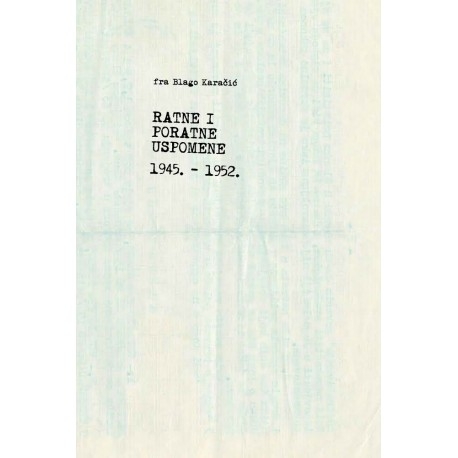 fra Blago Karačić
RATNE I
PORATNE
USPOMENE
1945. - 1952.